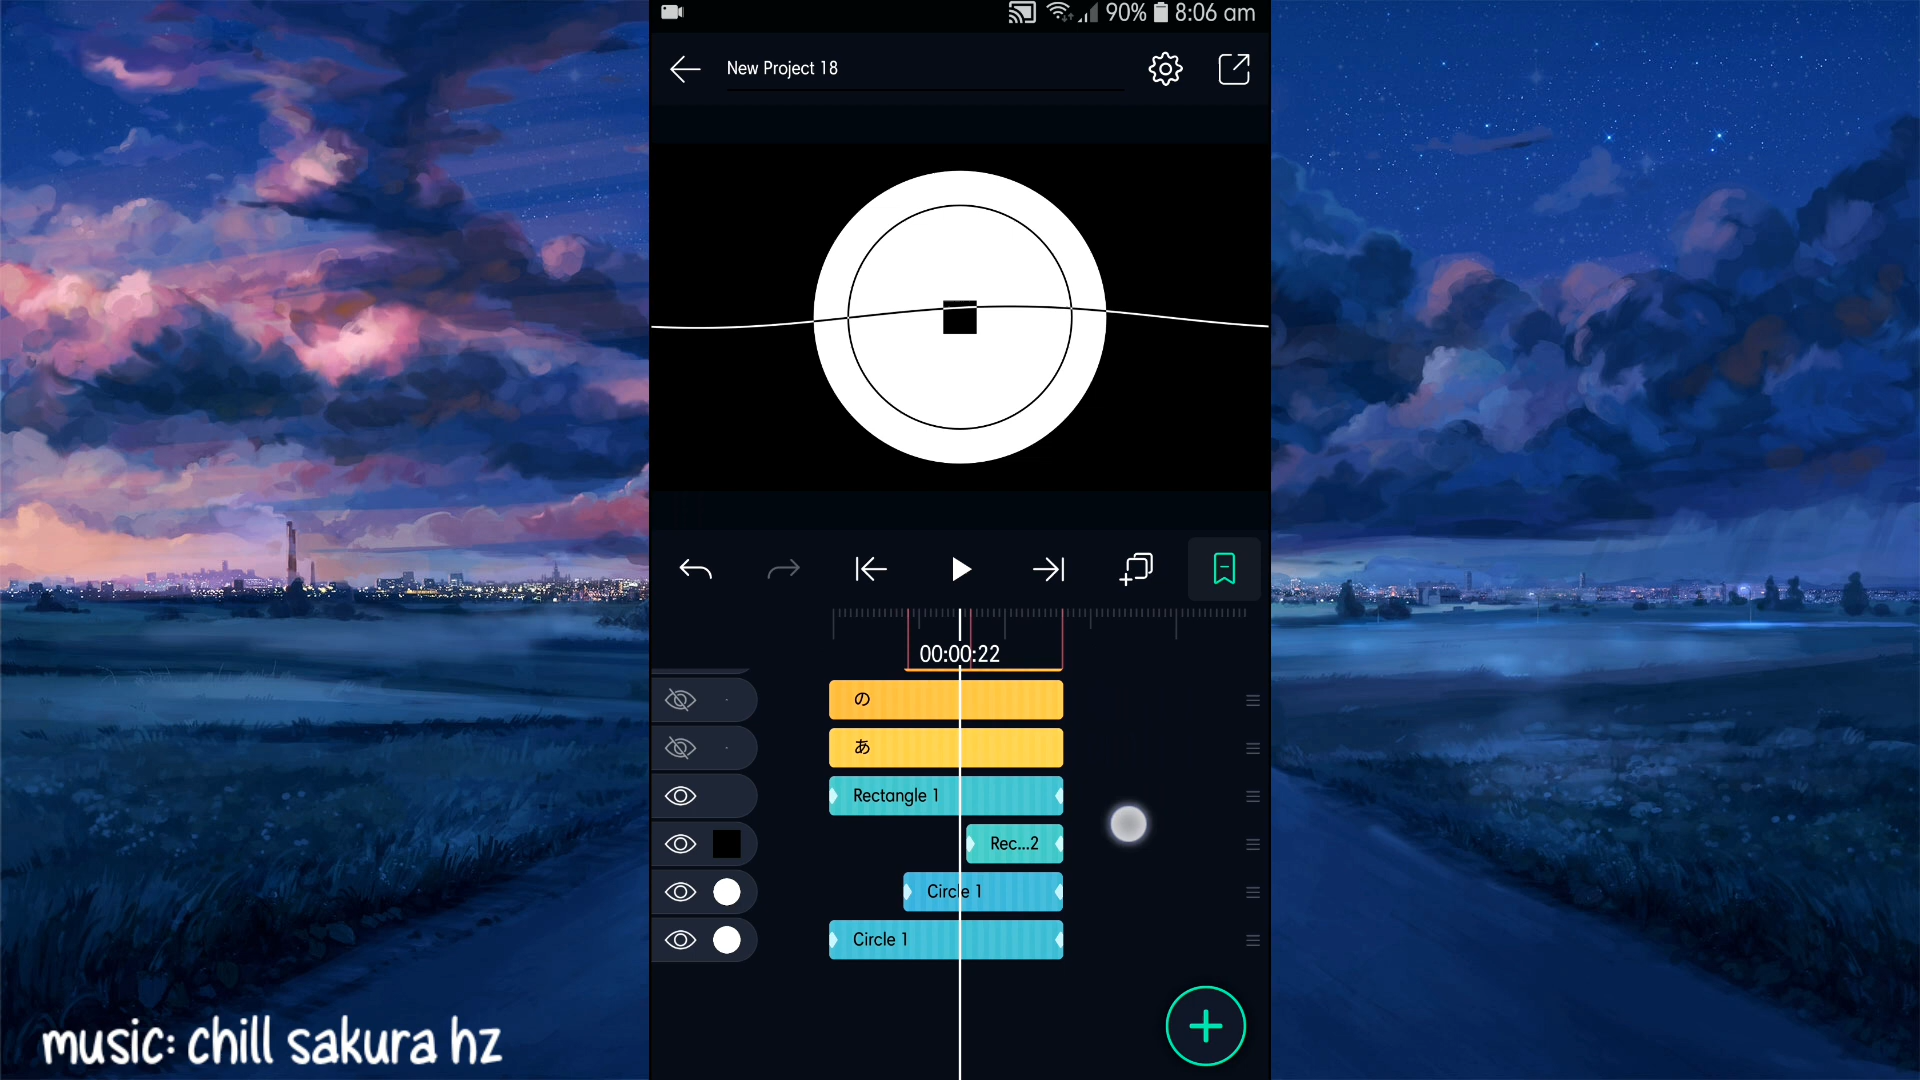 90% 8:06 am
New Project 18
00:00:22
の
あ
Rectangle 1
Rec...2
Circle 1
Circle 1
music: chill sakura hz